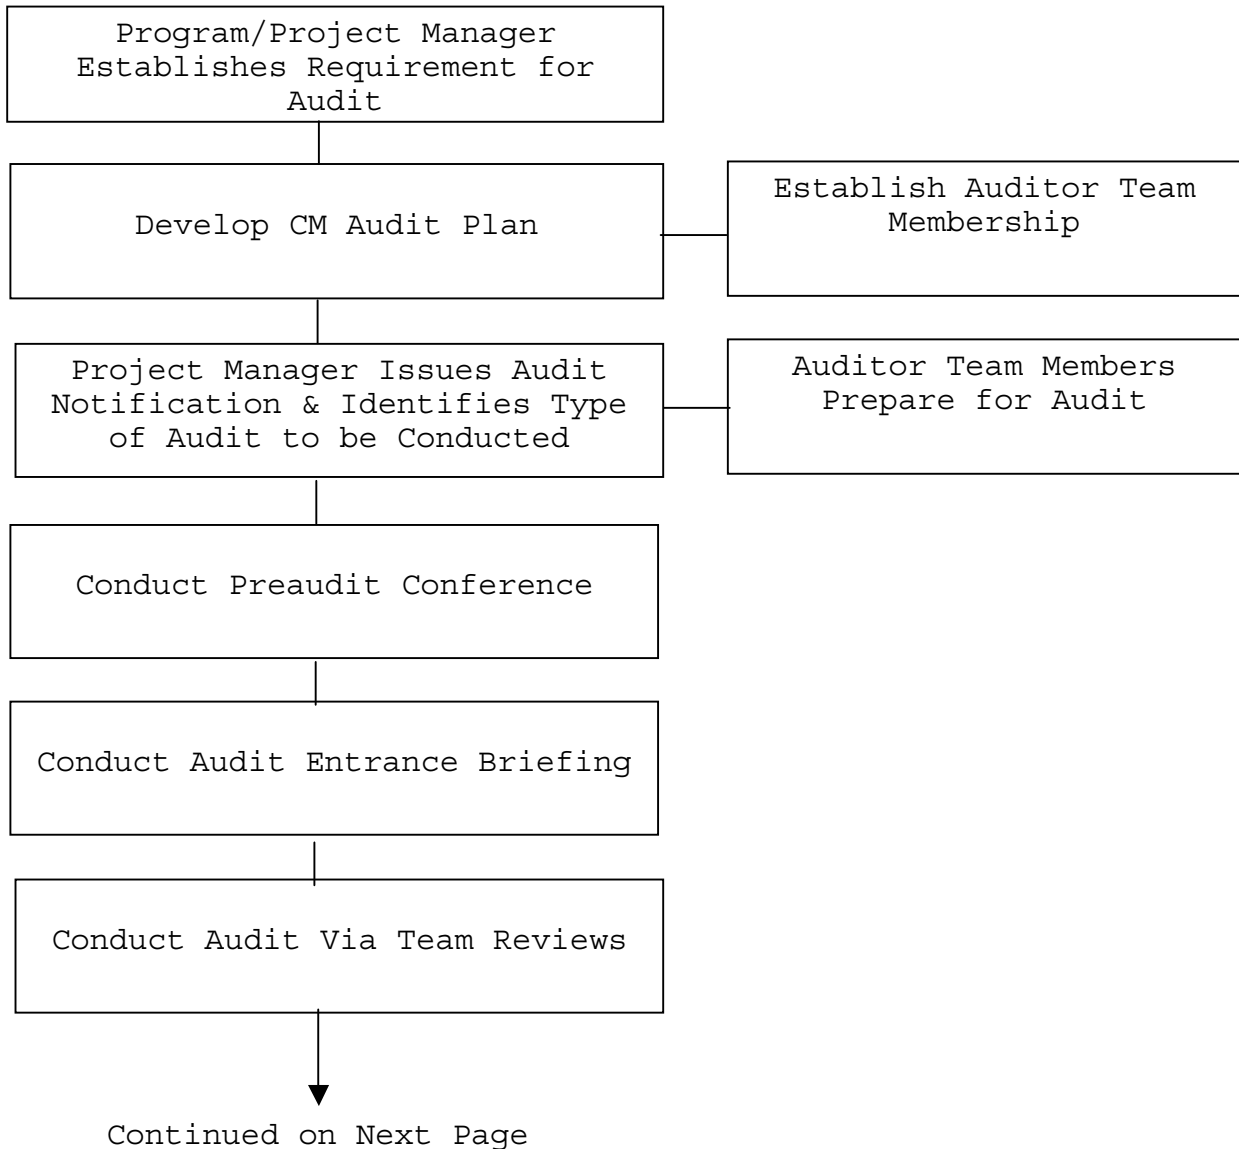 Program/Project Manager
Establishes Requirement for
Audit
Develop CM Audit Plan
Establish Auditor Team
Membership
Project Manager Issues Audit
Notification & Identifies Type
of Audit to be Conducted
Auditor Team Members
Prepare for Audit
Conduct Preaudit Conference
Conduct Audit Entrance Briefing
Conduct Audit Via Team Reviews
Continued on Next Page